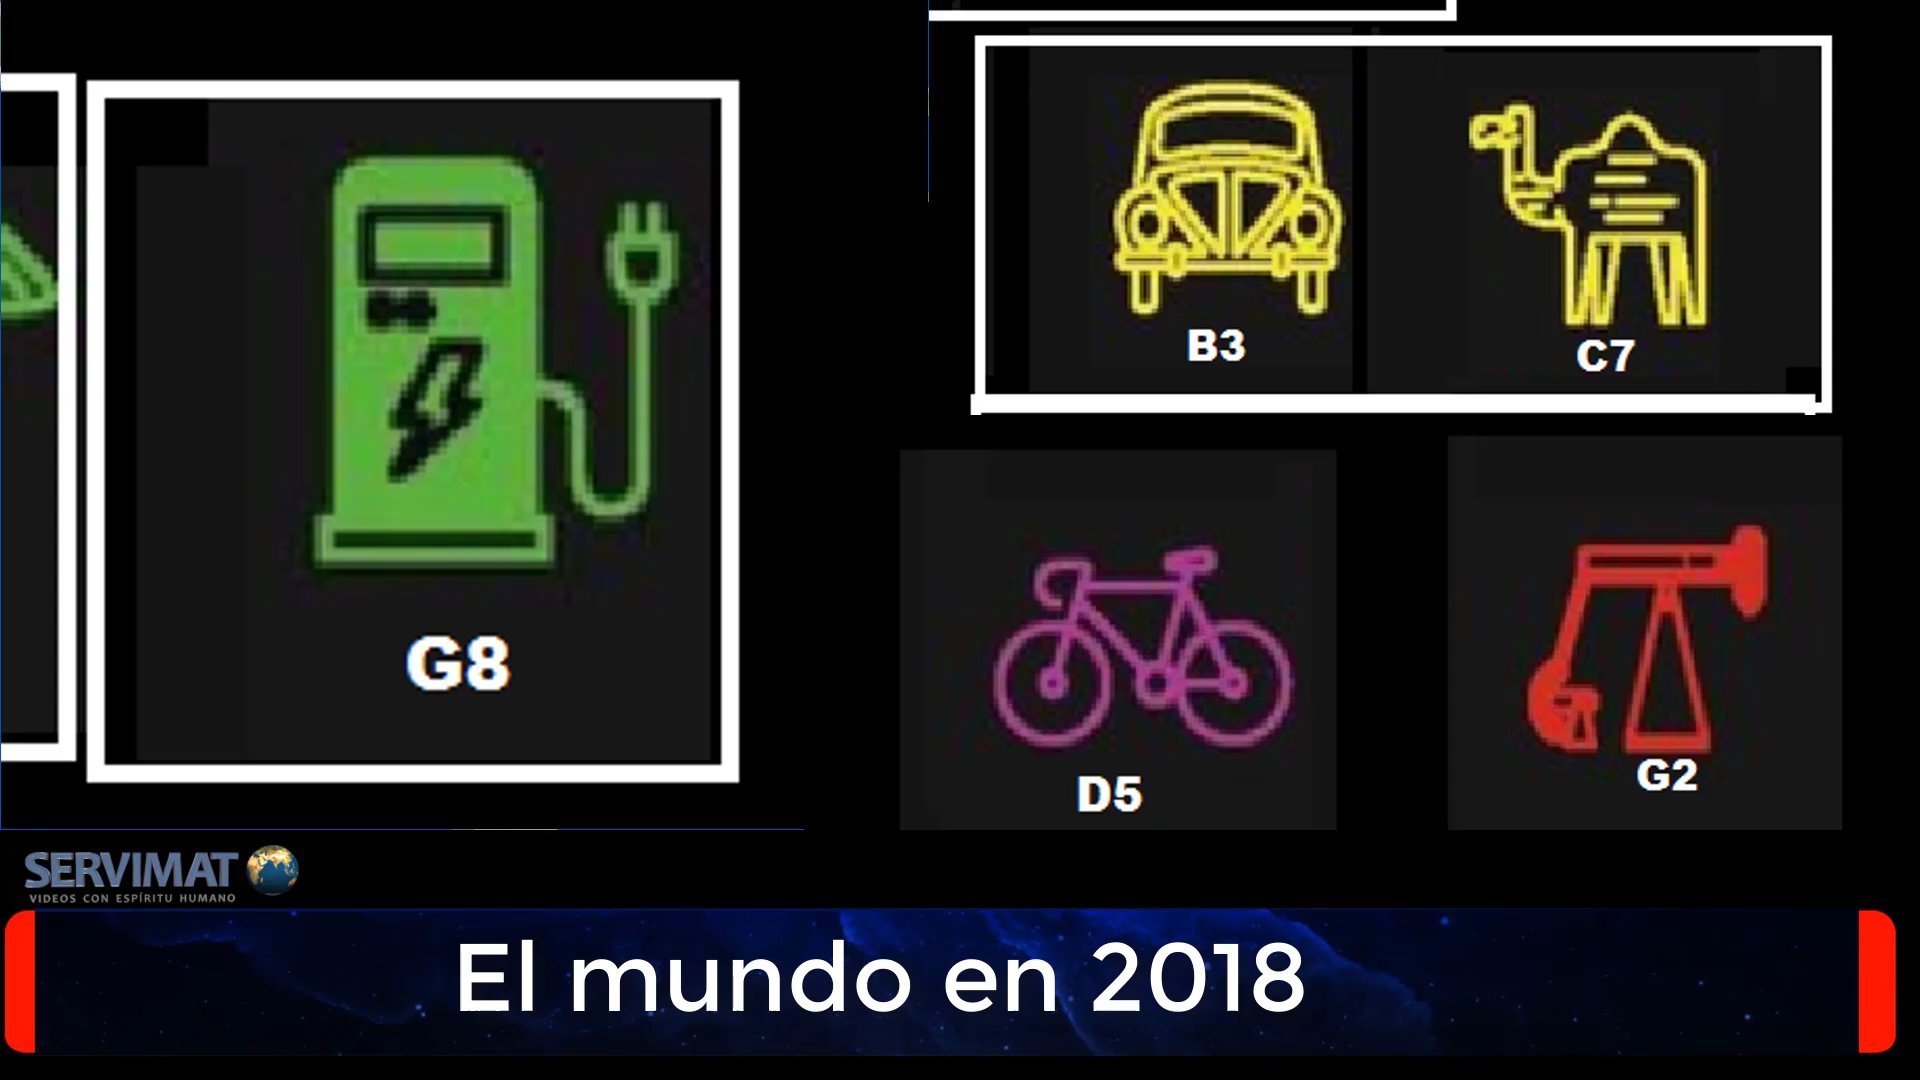 B3
C7
G8
D5
G2
SERVIMAT
VIDEOS CON ESPÍRITU HUMANO
El mundo en 2018